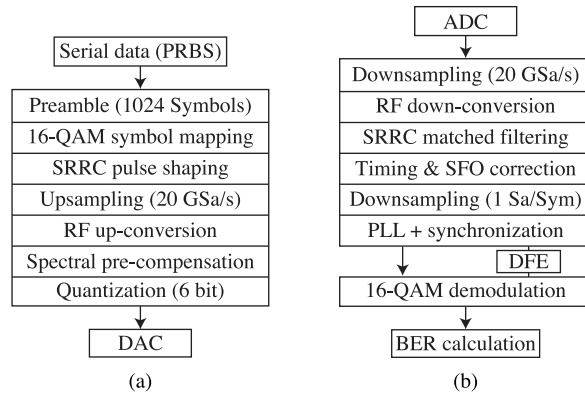 Serial data (PRBS)
Preamble (1024 Symbols)
16-QAM symbol mapping
SRRC pulse shaping
Upsampling (20 GSa/s)
RF up-conversion
Spectral pre-compensation
Quantization (6 bit)
DAC
(a)
ADC
Downsampling (20 GSa/s)
RF down-conversion
SRRC matched filtering
Timing & SFO correction
Downsampling (1 Sa/Sym)
PLL + synchronization
DFE
16-QAM demodulation
BER calculation
(b)